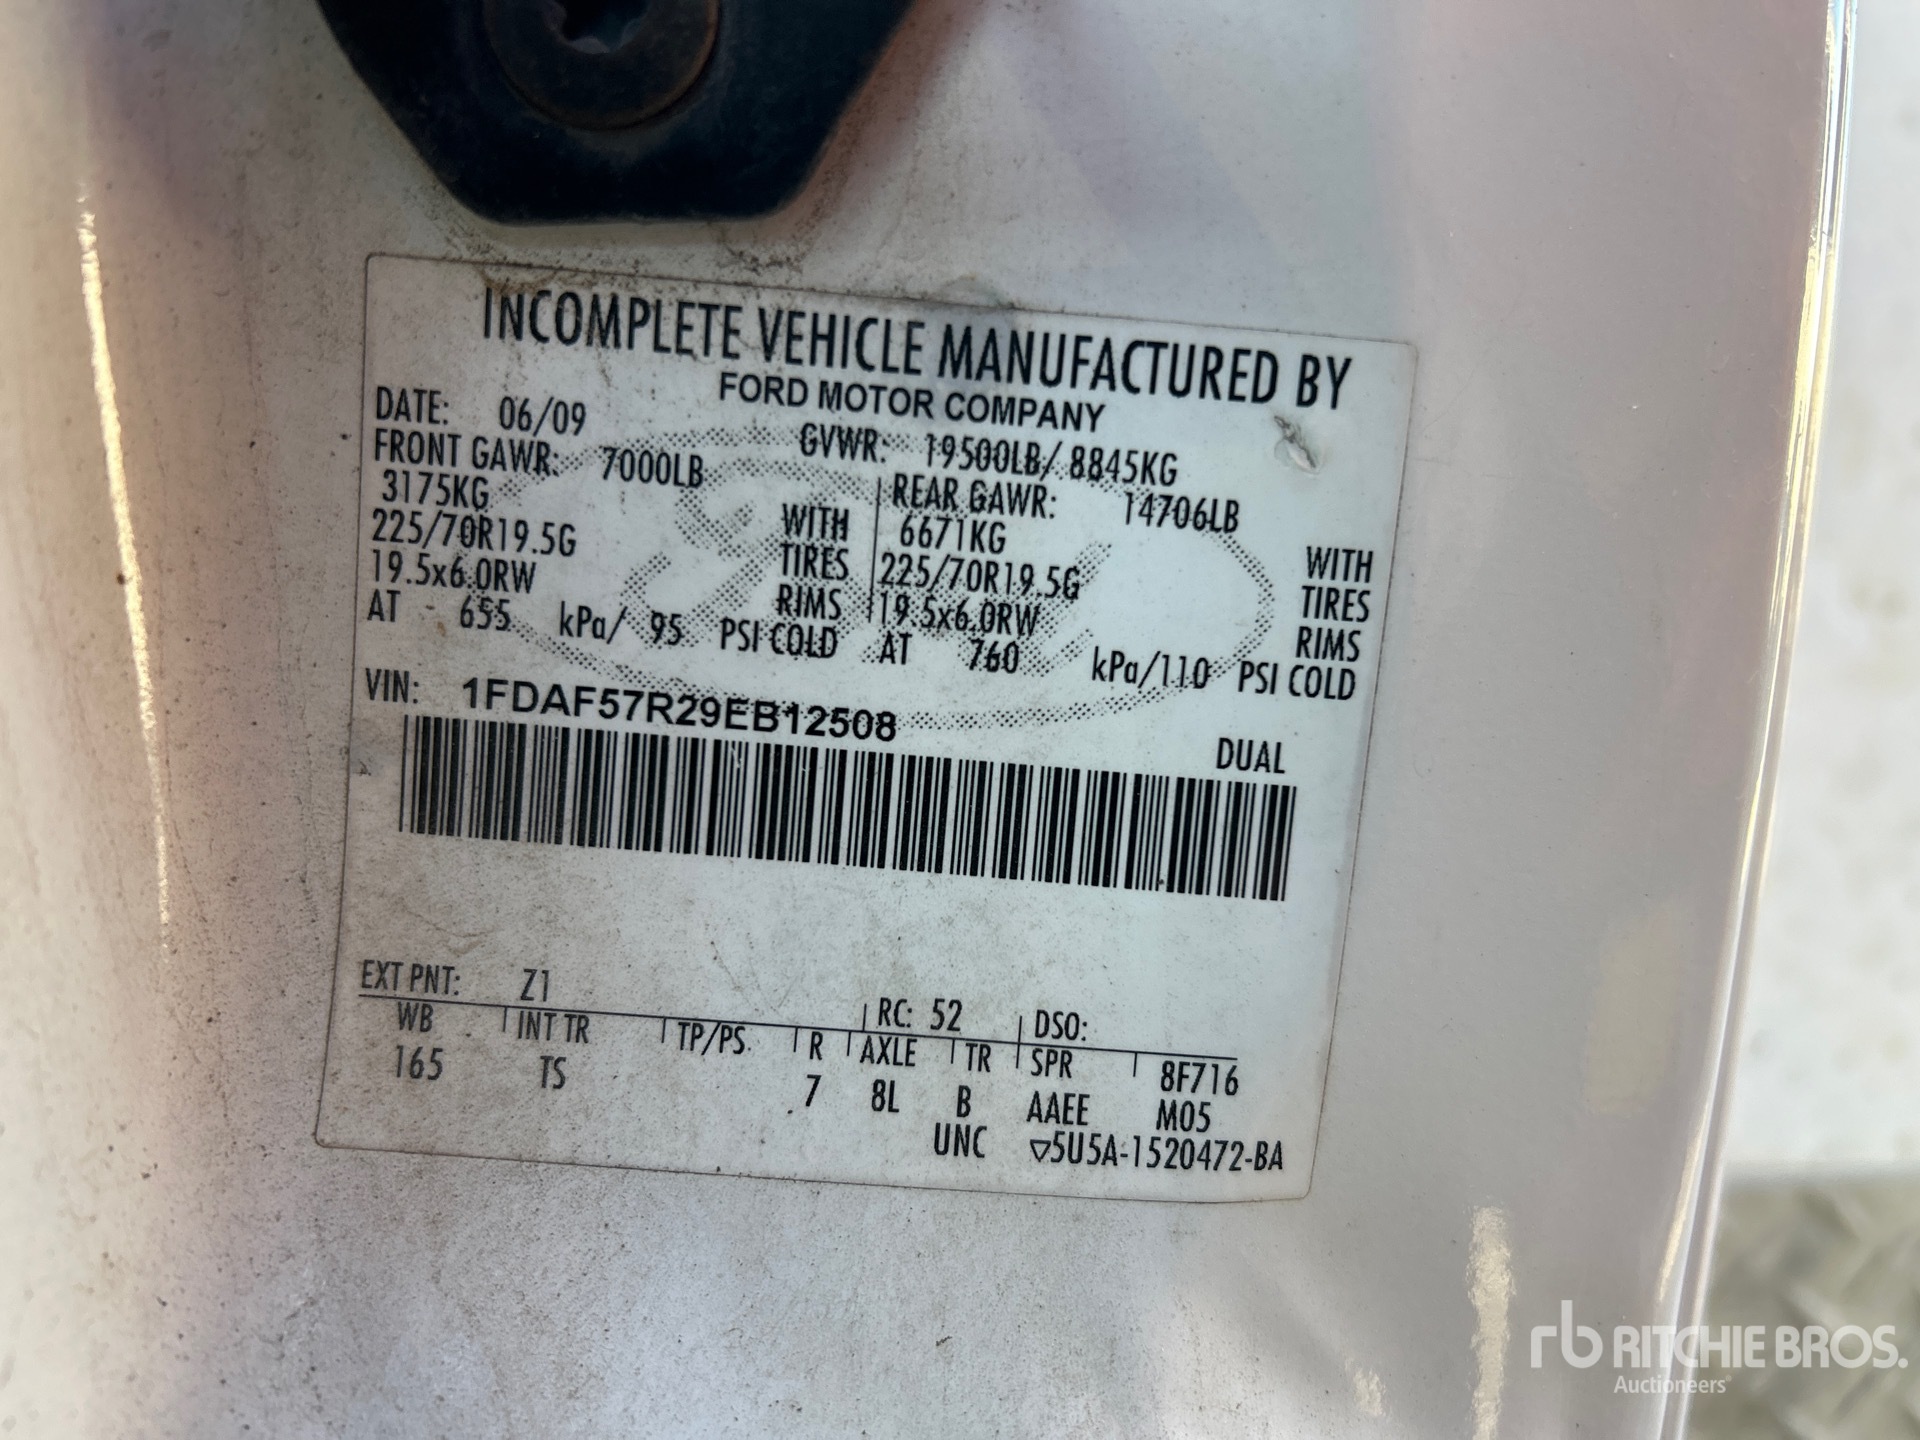 INCOMPLETE VEHICLE MANUFACTURED BY
FORD MOTOR COMPANY
DATE: 06/09 GVWR: 19500LB/ 8845KG
FRONT GAWR: 7000LB REAR GAWR: 14706LB
3175KG WITH 6671KG WITH
225/70R19.5G TIRES 225/70R19.5G TIRES
19.5x6.0RW RIMS 19.5x6.0RW RIMS
AT 655 kPa/ 95 PSI COLD AT 760 kPa/110 PSI COLD
VIN: 1FDAF57R29EB12508
DUAL
EXT PNT: Z1 RC: 52 DSO:
WB INT TR TP/PS R AXLE TR SPR 8F716
165 TS 7 8L B AAEE M05
UNC ▽5U5A-1520472-BA
rb RITCHIE BROS.
Auctioneers